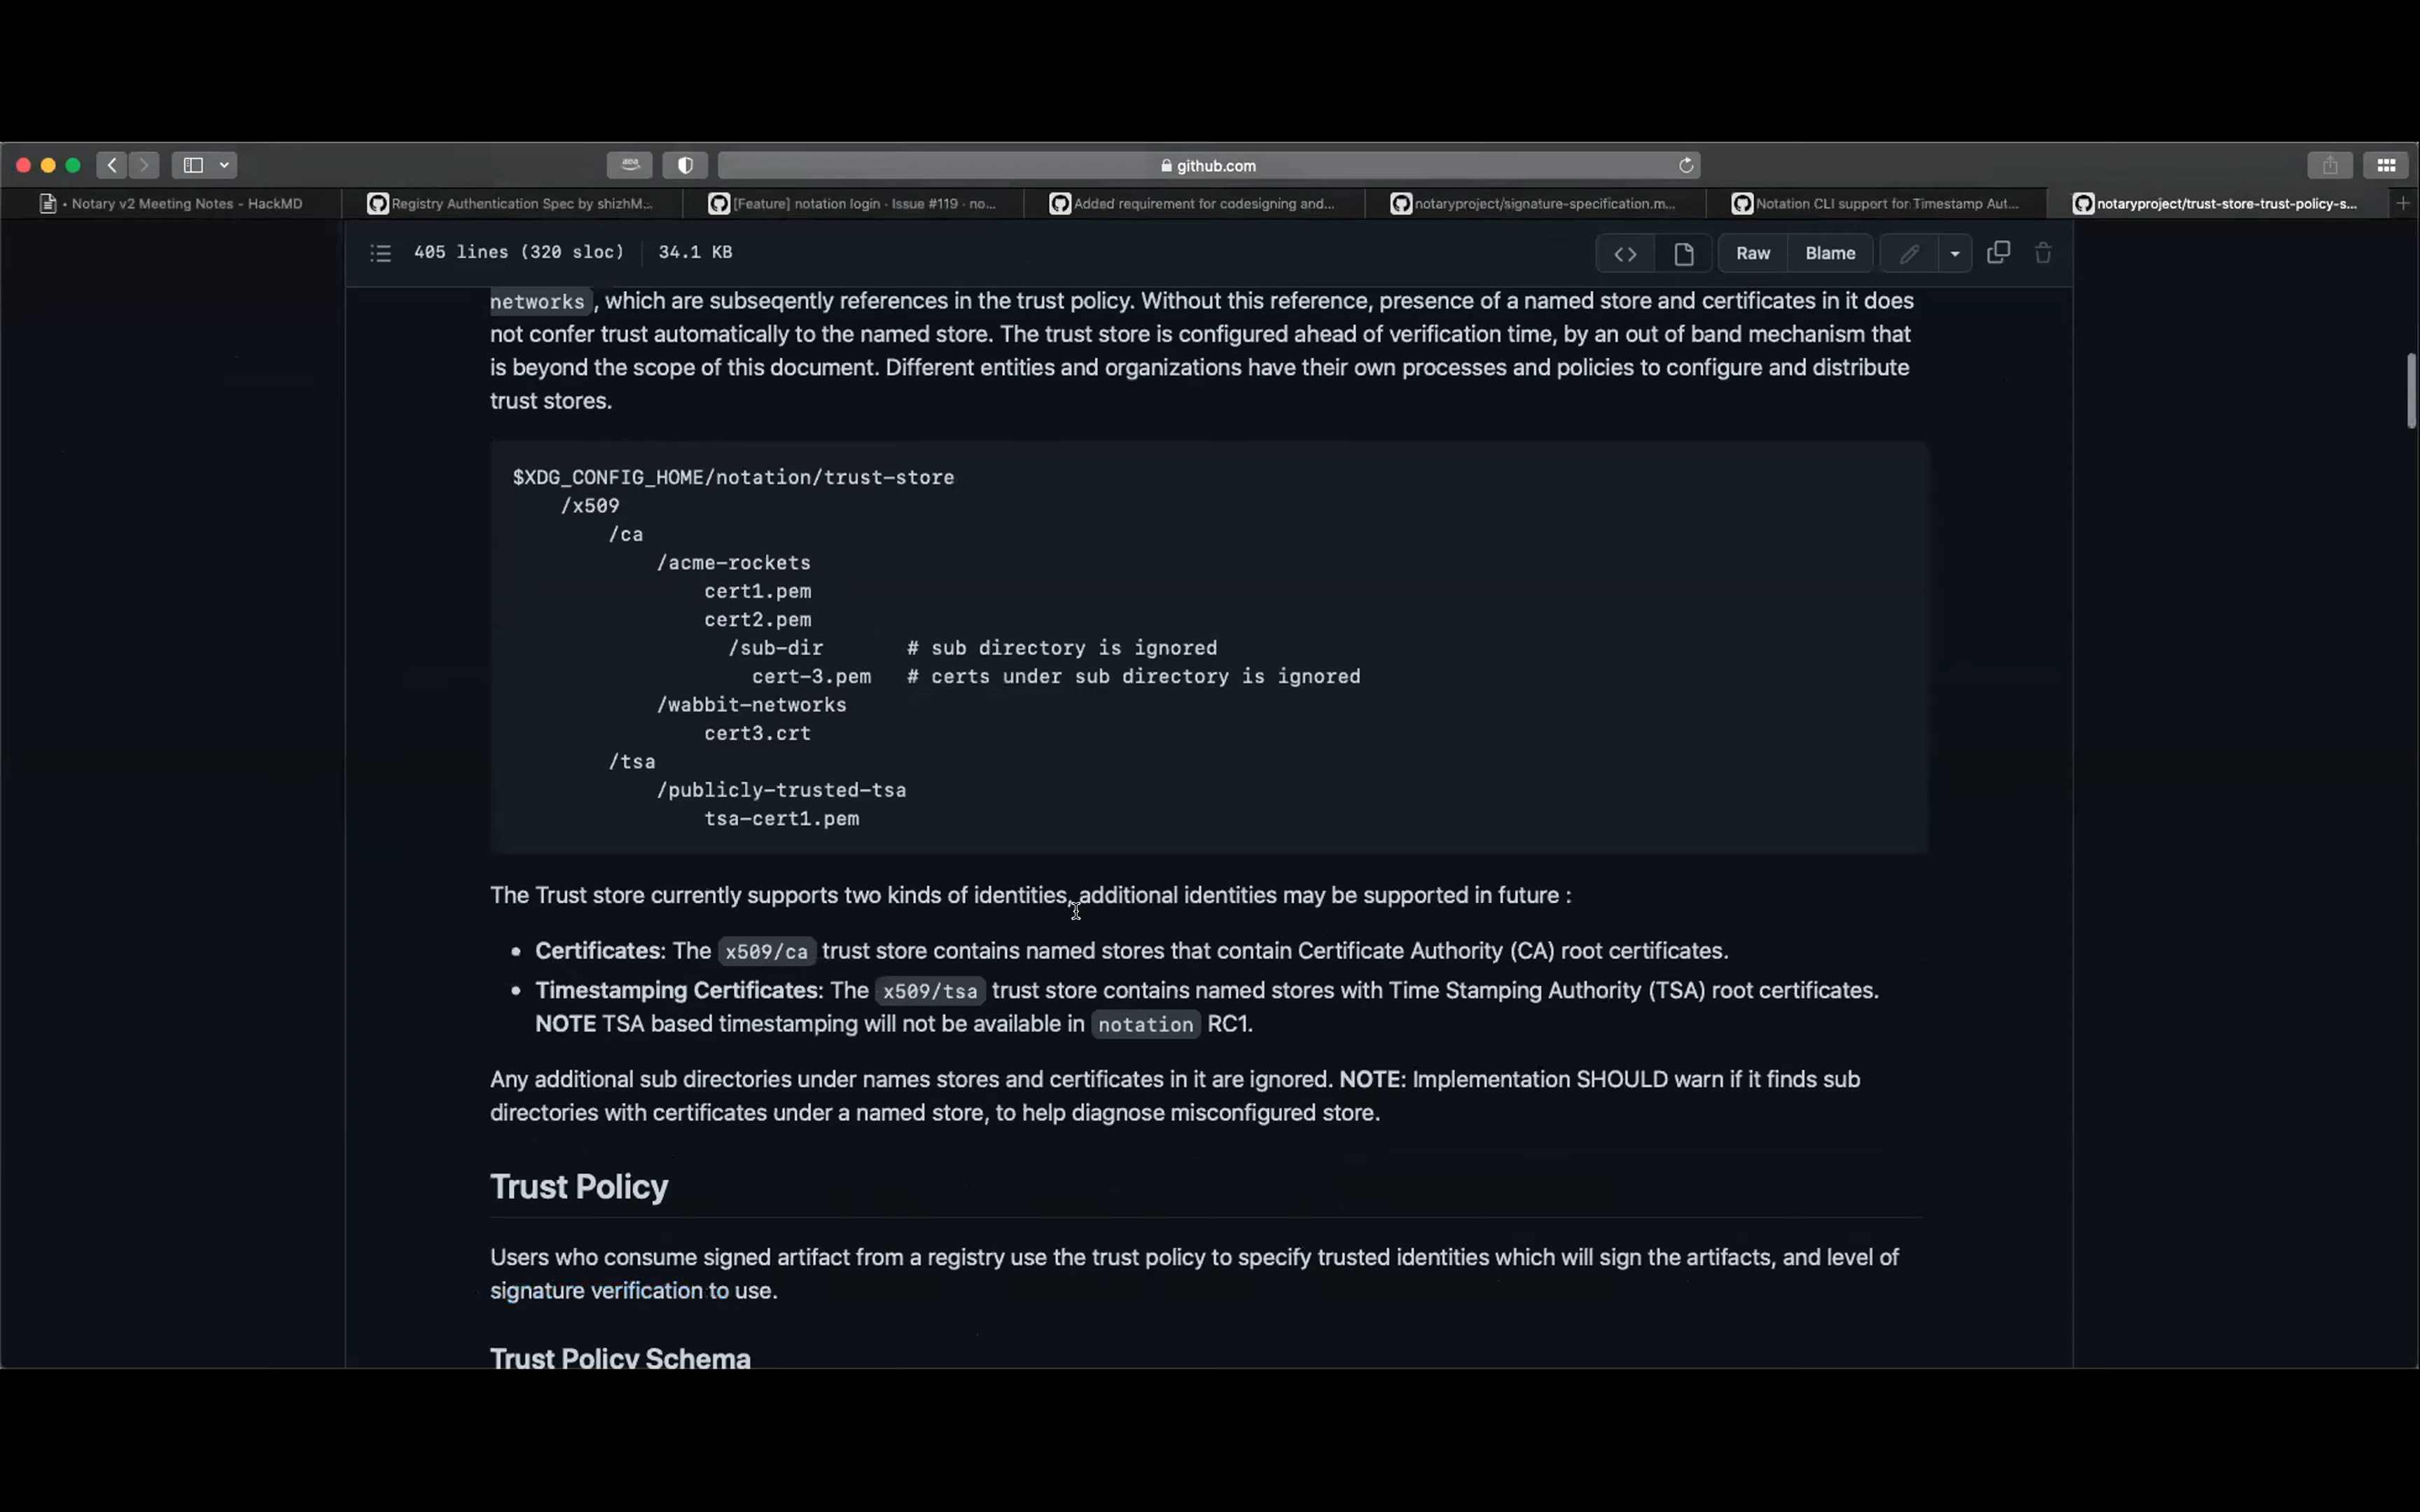 github.com
• Notary v2 Meeting Notes - HackMD
Registry Authentication Spec by shizhM...
[Feature] notation login · Issue #119 · no...
Added requirement for codesigning and...
notaryproject/signature-specification.m...
Notation CLI support for Timestamp Aut...
notaryproject/trust-store-trust-policy-s...
405 lines (320 sloc)
34.1 KB
Raw
Blame
networks, which are subseqently references in the trust policy. Without this reference, presence of a named store and certificates in it does
not confer trust automatically to the named store. The trust store is configured ahead of verification time, by an out of band mechanism that
is beyond the scope of this document. Different entities and organizations have their own processes and policies to configure and distribute
trust stores.
$XDG_CONFIG_HOME/notation/trust-store
/x509
/ca
/acme-rockets
cert1.pem
cert2.pem
/sub-dir # sub directory is ignored
cert-3.pem # certs under sub directory is ignored
/wabbit-networks
cert3.crt
/tsa
/publicly-trusted-tsa
tsa-cert1.pem
The Trust store currently supports two kinds of identities, additional identities may be supported in future :
• Certificates: The x509/ca trust store contains named stores that contain Certificate Authority (CA) root certificates.
• Timestamping Certificates: The x509/tsa trust store contains named stores with Time Stamping Authority (TSA) root certificates.
NOTE TSA based timestamping will not be available in notation RC1.
Any additional sub directories under names stores and certificates in it are ignored. NOTE: Implementation SHOULD warn if it finds sub
directories with certificates under a named store, to help diagnose misconfigured store.
Trust Policy
Users who consume signed artifact from a registry use the trust policy to specify trusted identities which will sign the artifacts, and level of
signature verification to use.
Trust Policy Schema